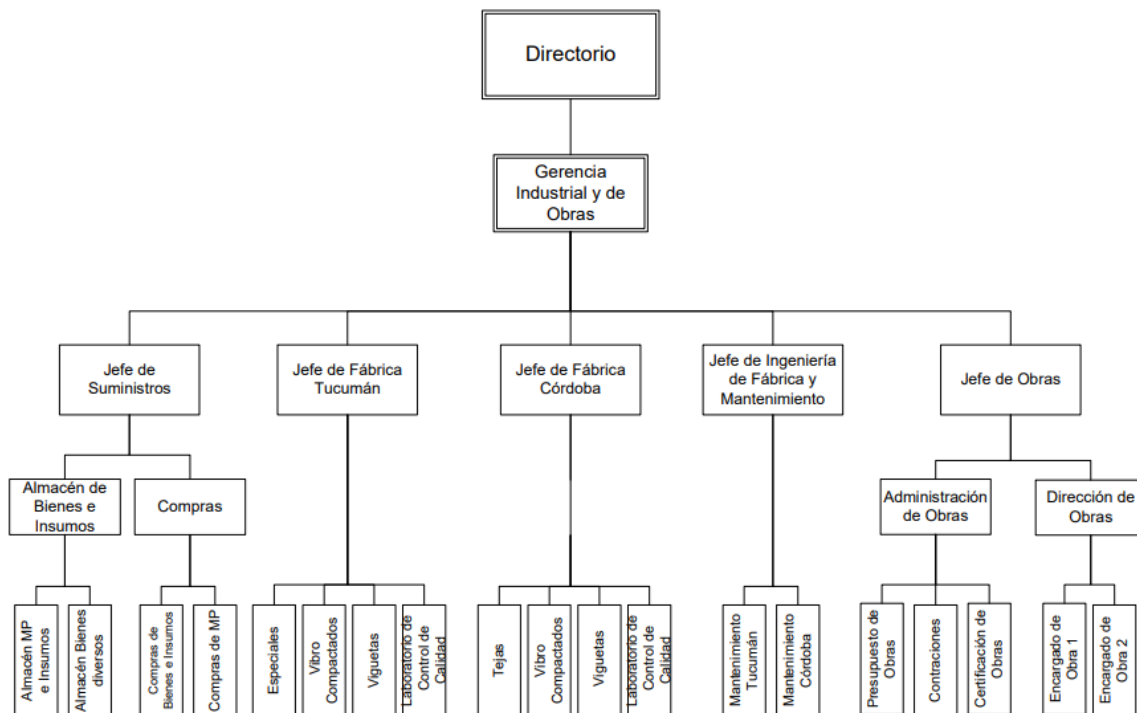 Directorio
Gerencia
Industrial y de
Obras
Jefe de
Suministros
Jefe de Fábrica
Tucumán
Jefe de Fábrica
Córdoba
Jefe de Ingeniería
de Fábrica y
Mantenimiento
Jefe de Obras
Almacén de
Bienes e
Insumos
Compras
Administración
de Obras
Dirección de
Obras
Almacén MP
e Insumos
Almacén Bienes
diversos
Compras de
Bienes e Insumos
Compras de MP
Especiales
Vibro
Compactados
Viguetas
Laboratorio de
Control de
Calidad
Tejas
Vibro
Compactados
Viguetas
Laboratorio de
Control de
Calidad
Mantenimiento
Tucumán
Mantenimiento
Córdoba
Presupuesto de
Obras
Contraciones
Certificación de
Obras
Encargado de
Obra 1
Encargado de
Obra 2